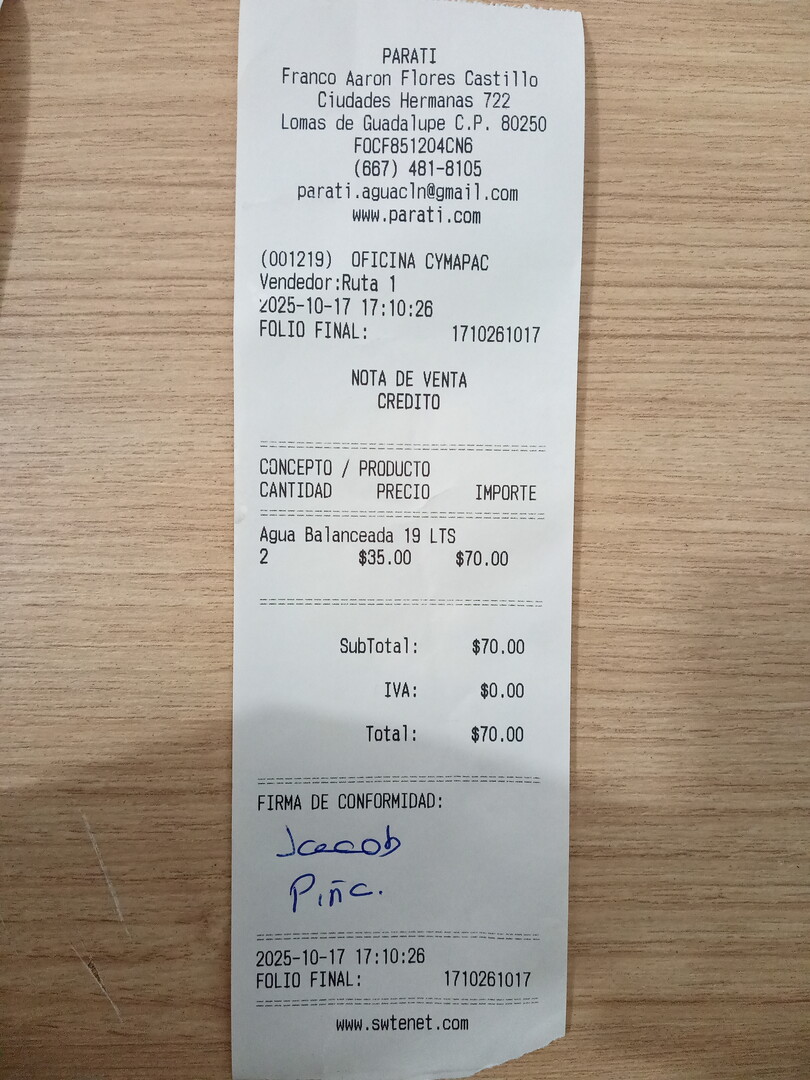 PARATI
Franco Aaron Flores Castillo
Ciudades Hermanas 722
Lomas de Guadalupe C.P. 80250
FOCF851204CN6
(667) 481-8105
parati.aguacln@gmail.com
www.parati.com
(001219) OFICINA CYMAPAC
Vendedor:Ruta 1
2025-10-17 17:10:26
FOLIO FINAL: 1710261017
NOTA DE VENTA
CREDITO
CONCEPTO / PRODUCTO
CANTIDAD PRECIO IMPORTE
Agua Balanceada 19 LTS
2 $35.00 $70.00
SubTotal: $70.00
IVA: $0.00
Total: $70.00
FIRMA DE CONFORMIDAD:
Jacob
Piña.
2025-10-17 17:10:26
FOLIO FINAL: 1710261017
www.swtenet.com